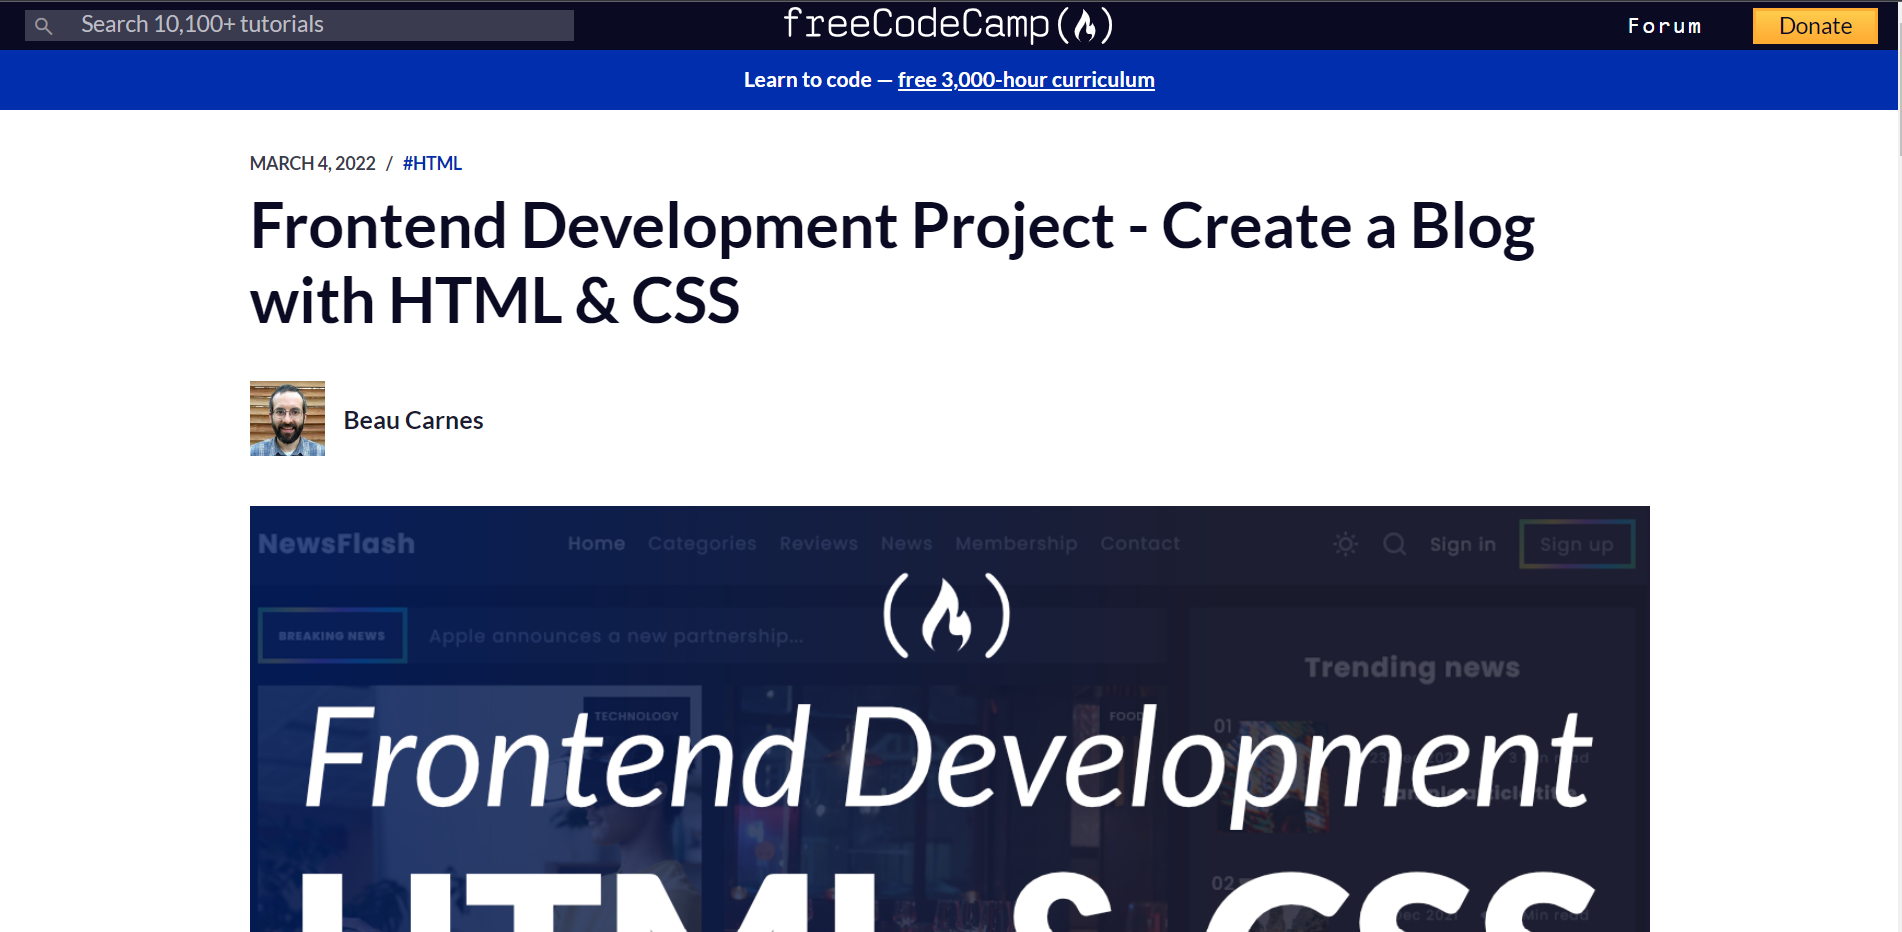 Search 10,100+ tutorials
freeCodeCamp(🔥)
Forum
Donate
Learn to code — free 3,000-hour curriculum
MARCH 4, 2022 / #HTML
Frontend Development Project - Create a Blog
with HTML & CSS
Beau Carnes
NewsFlash
Home Categories Reviews News Membership Contact
Sign in
Sign up
BREAKING NEWS
Apple announces a new partnership...
Trending news
TECHNOLOGY
FOOD
01
Frontend Development
02
HTML & CSS
Min read